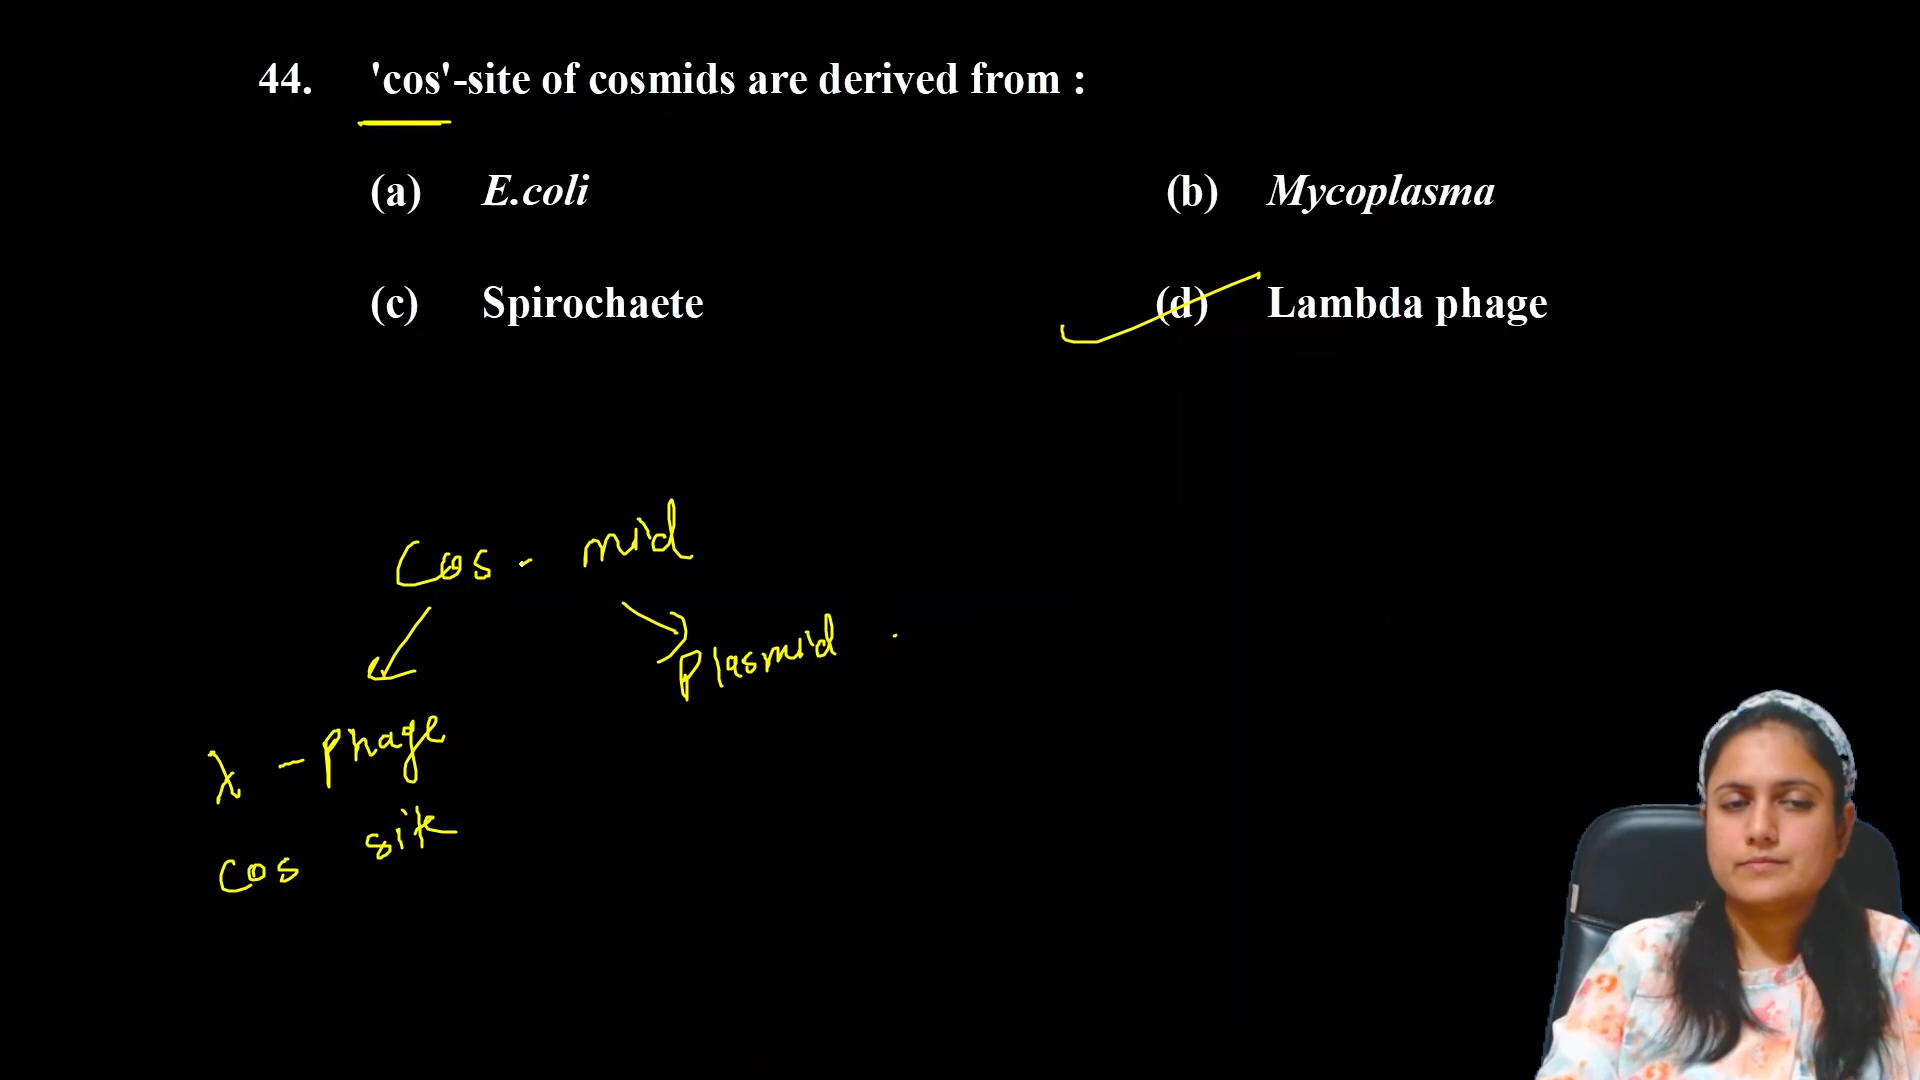 44. 'cos'-site of cosmids are derived from :
(a) E.coli (b) Mycoplasma
(c) Spirochaete (d) Lambda phage
Cos - mid
Plasmid
λ - Phage
cos site